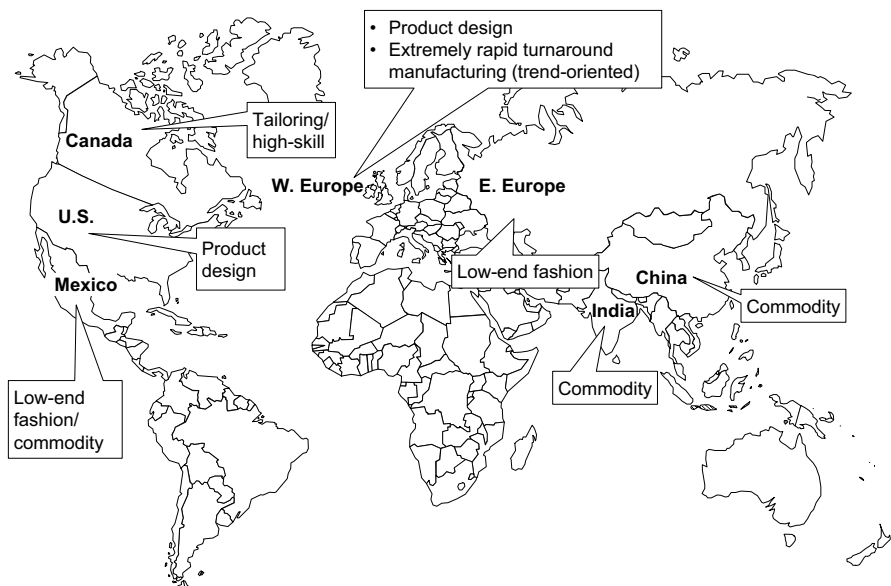 • Product design
• Extremely rapid turnaround
manufacturing (trend-oriented)
Canada
Tailoring/
high-skill
W. Europe
E. Europe
U.S.
Product
design
Low-end fashion
China
Commodity
Mexico
India
Commodity
Low-end
fashion/
commodity